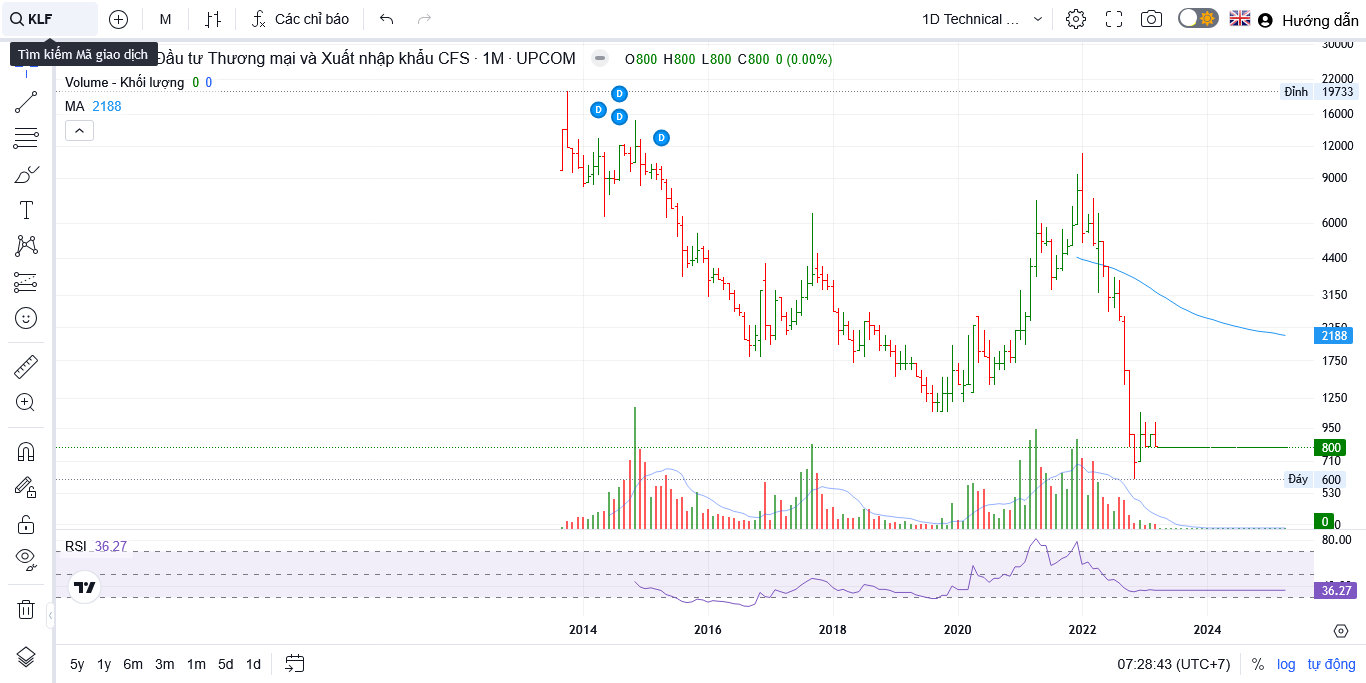 KLF
M
Các chỉ báo
1D Technical ...
Hướng dẫn
Tìm kiếm Mã giao dịch
Đầu tư Thương mại và Xuất nhập khẩu CFS · 1M · UPCOM
O800 H800 L800 C800 0 (0.00%)
Volume - Khối lượng 0 0
MA 2188
D
D
D
D
30000
22000
Đỉnh 19733
16000
12000
9000
6000
4400
3150
2250
2188
1750
1250
950
800
710
Đáy 600
530
0
0
RSI 36.27
80.00
36.27
2014 2016 2018 2020 2022 2024
5y 1y 6m 3m 1m 5d 1d
07:28:43 (UTC+7)
% log tự động